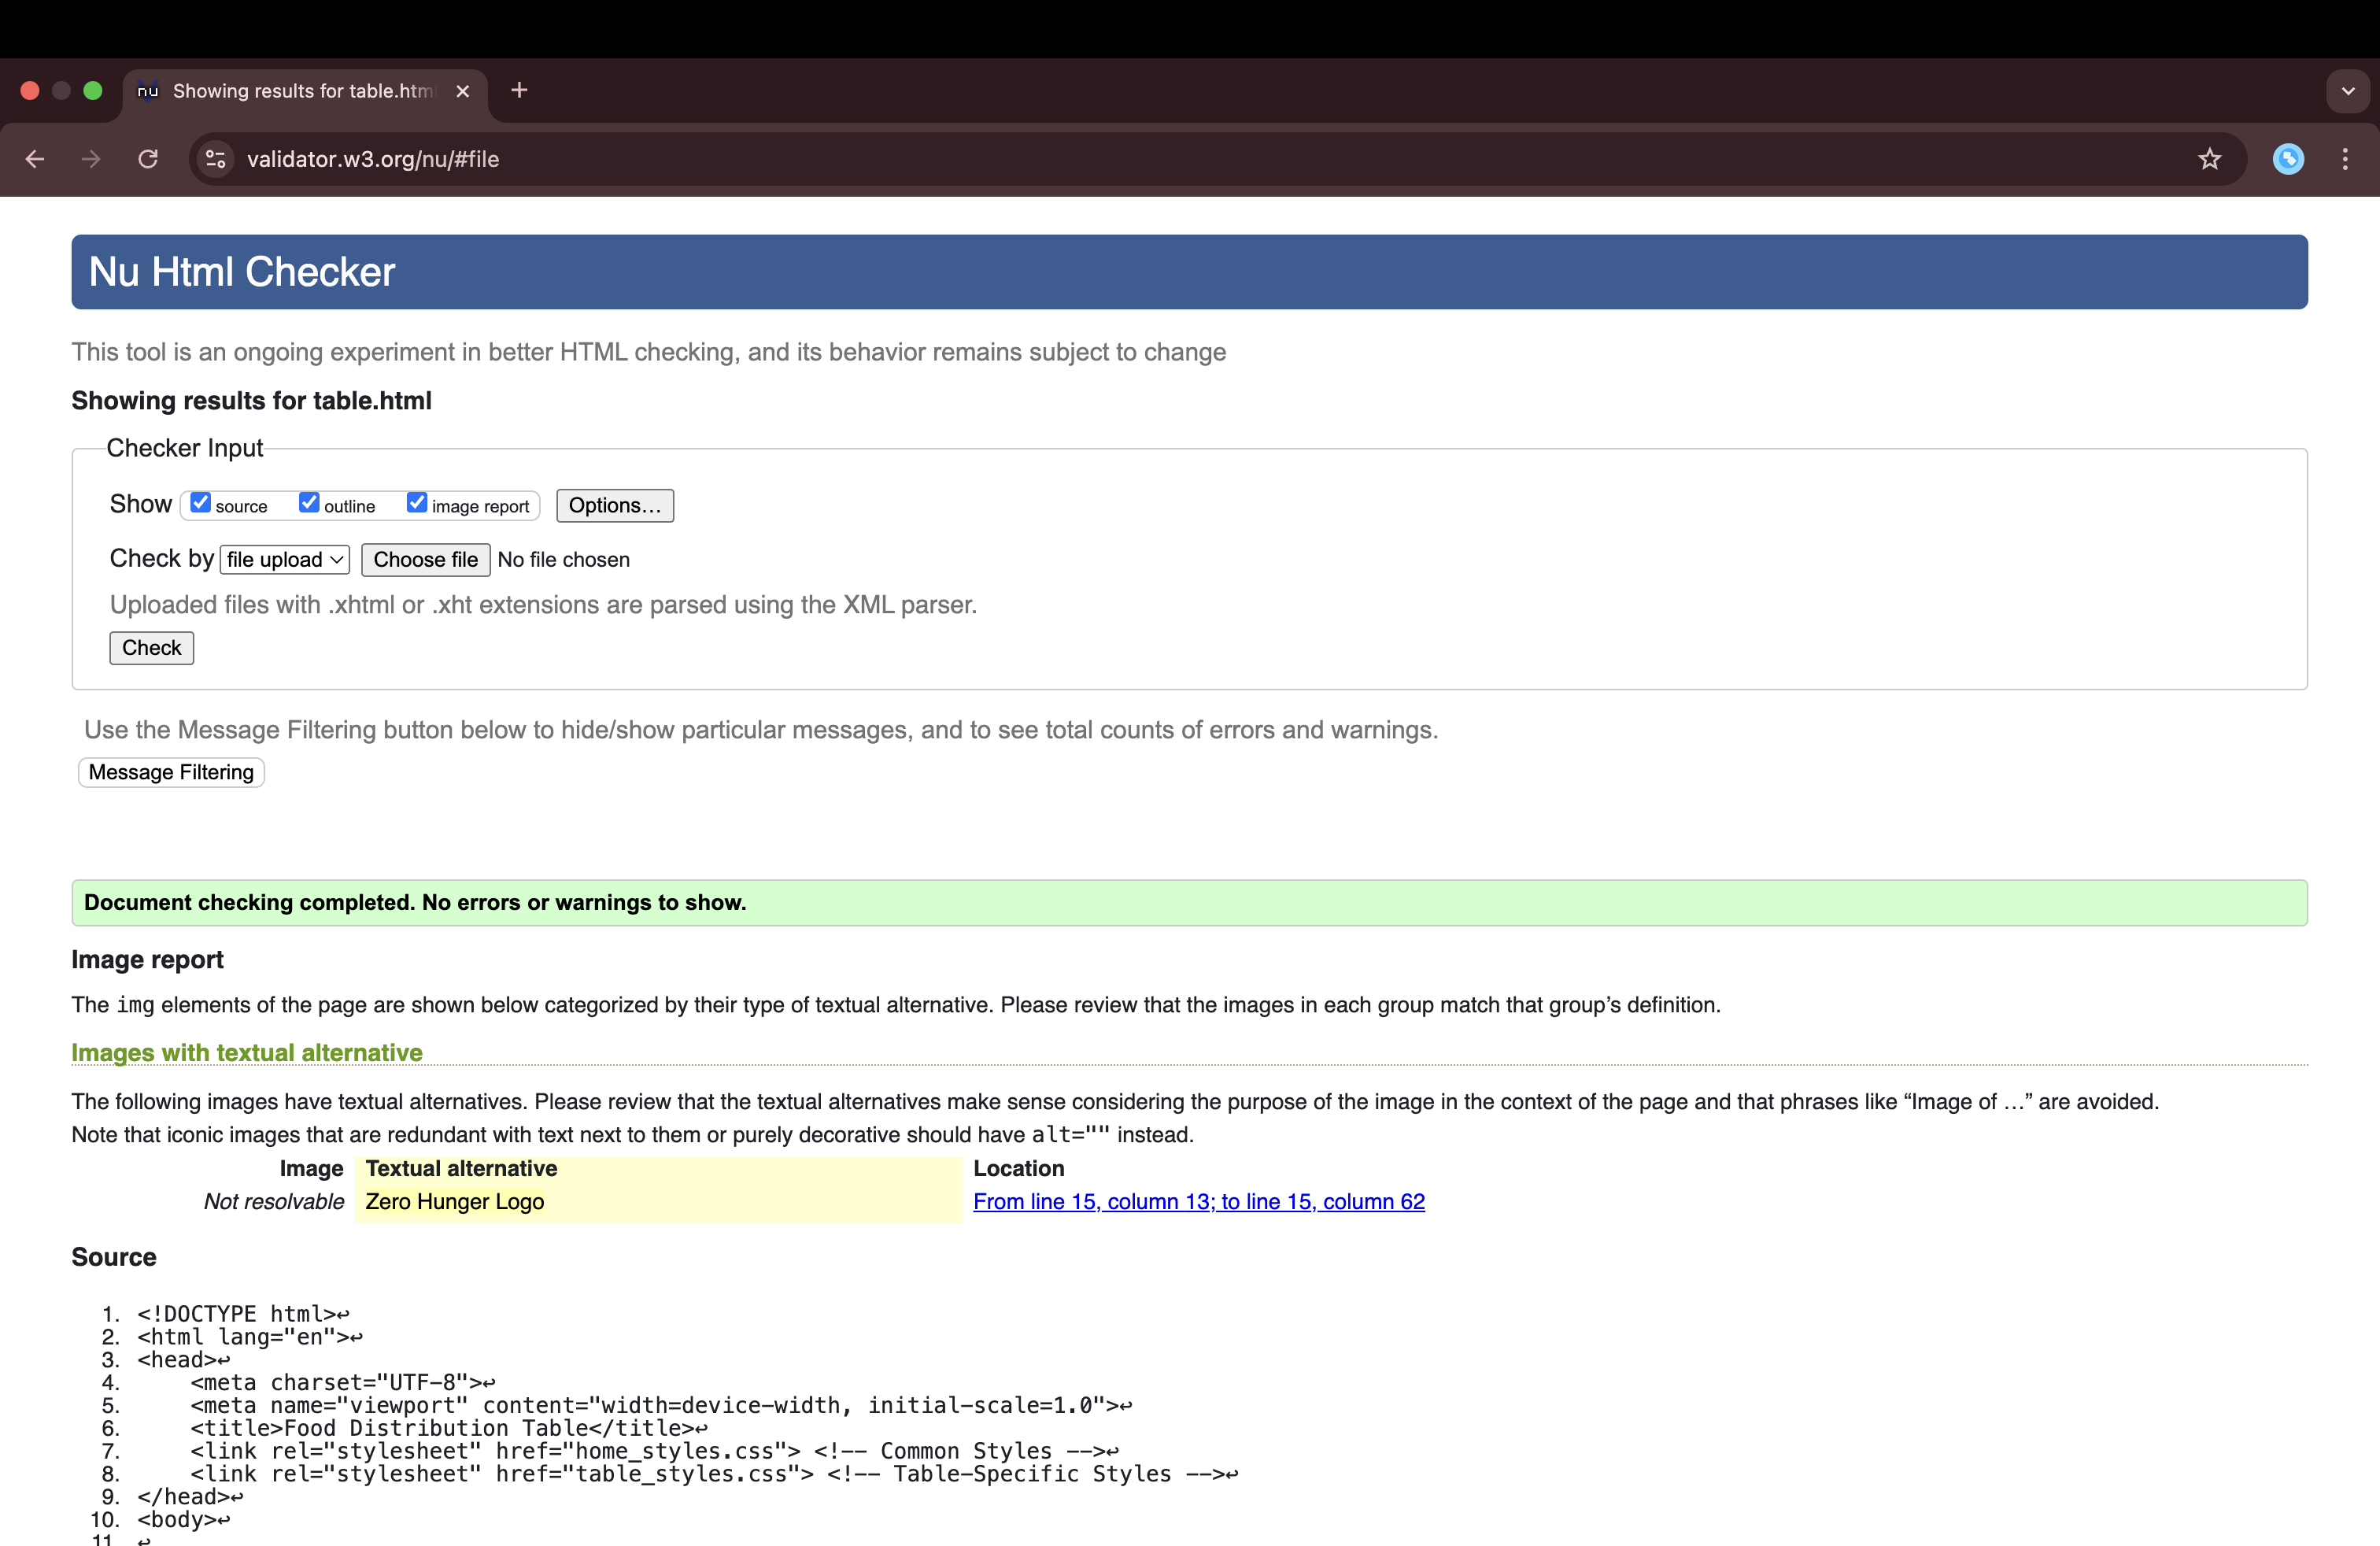 nu Showing results for table.htm
validator.w3.org/nu/#file
Nu Html Checker
This tool is an ongoing experiment in better HTML checking, and its behavior remains subject to change
Showing results for table.html
Checker Input
Show source outline image report Options…
Check by file upload Choose file No file chosen
Uploaded files with .xhtml or .xht extensions are parsed using the XML parser.
Check
Use the Message Filtering button below to hide/show particular messages, and to see total counts of errors and warnings.
Message Filtering
Document checking completed. No errors or warnings to show.
Image report
The img elements of the page are shown below categorized by their type of textual alternative. Please review that the images in each group match that group’s definition.
Images with textual alternative
The following images have textual alternatives. Please review that the textual alternatives make sense considering the purpose of the image in the context of the page and that phrases like “Image of …” are avoided.
Note that iconic images that are redundant with text next to them or purely decorative should have alt="" instead.
Image Textual alternative Location
Not resolvable Zero Hunger Logo From line 15, column 13; to line 15, column 62
Source
1. <!DOCTYPE html>↩
2. <html lang="en">↩
3. <head>↩
4. <meta charset="UTF-8">↩
5. <meta name="viewport" content="width=device-width, initial-scale=1.0">↩
6. <title>Food Distribution Table</title>↩
7. <link rel="stylesheet" href="home_styles.css"> <!-- Common Styles -->↩
8. <link rel="stylesheet" href="table_styles.css"> <!-- Table-Specific Styles -->↩
9. </head>↩
10. <body>↩
11. ↩